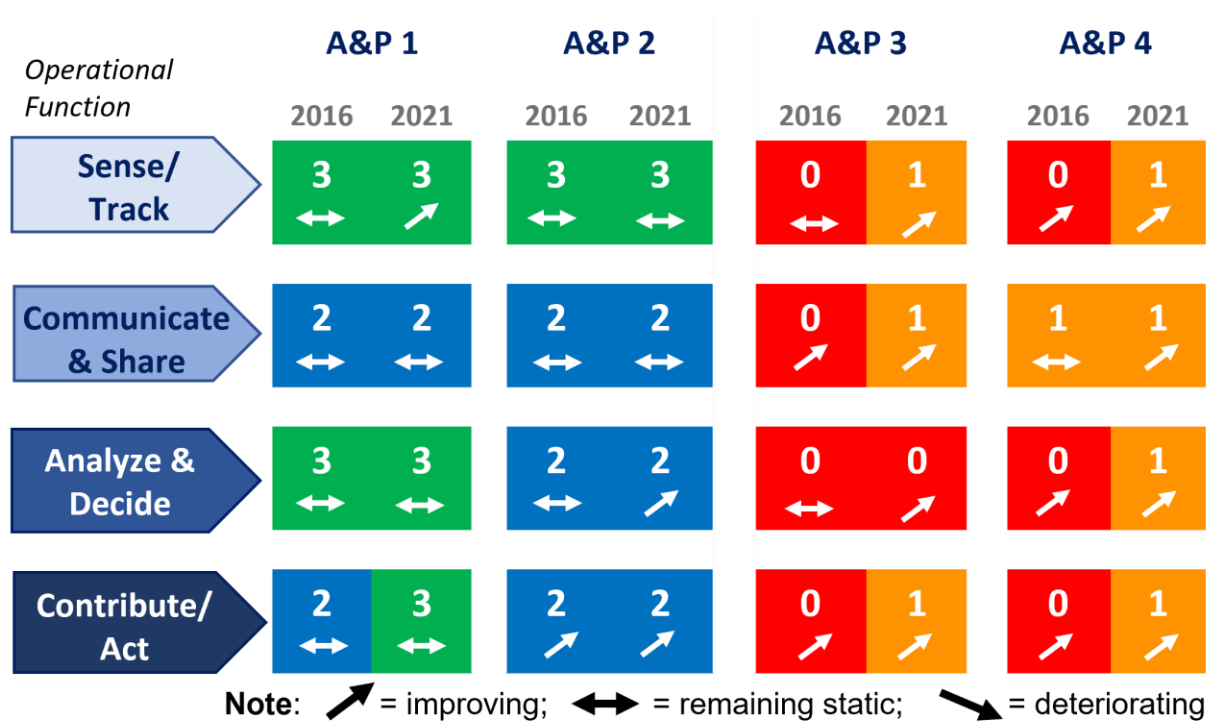 A&P 1 A&P 2 A&P 3 A&P 4
Operational
Function
2016 2021 2016 2021 2016 2021 2016 2021
Sense/
Track
3 3 3 3 0 1 0 1
Communicate
& Share
2 2 2 2 0 1 1 1
Analyze &
Decide
3 3 2 2 0 0 0 1
Contribute/
Act
2 3 2 2 0 1 0 1
Note: = improving; = remaining static; = deteriorating